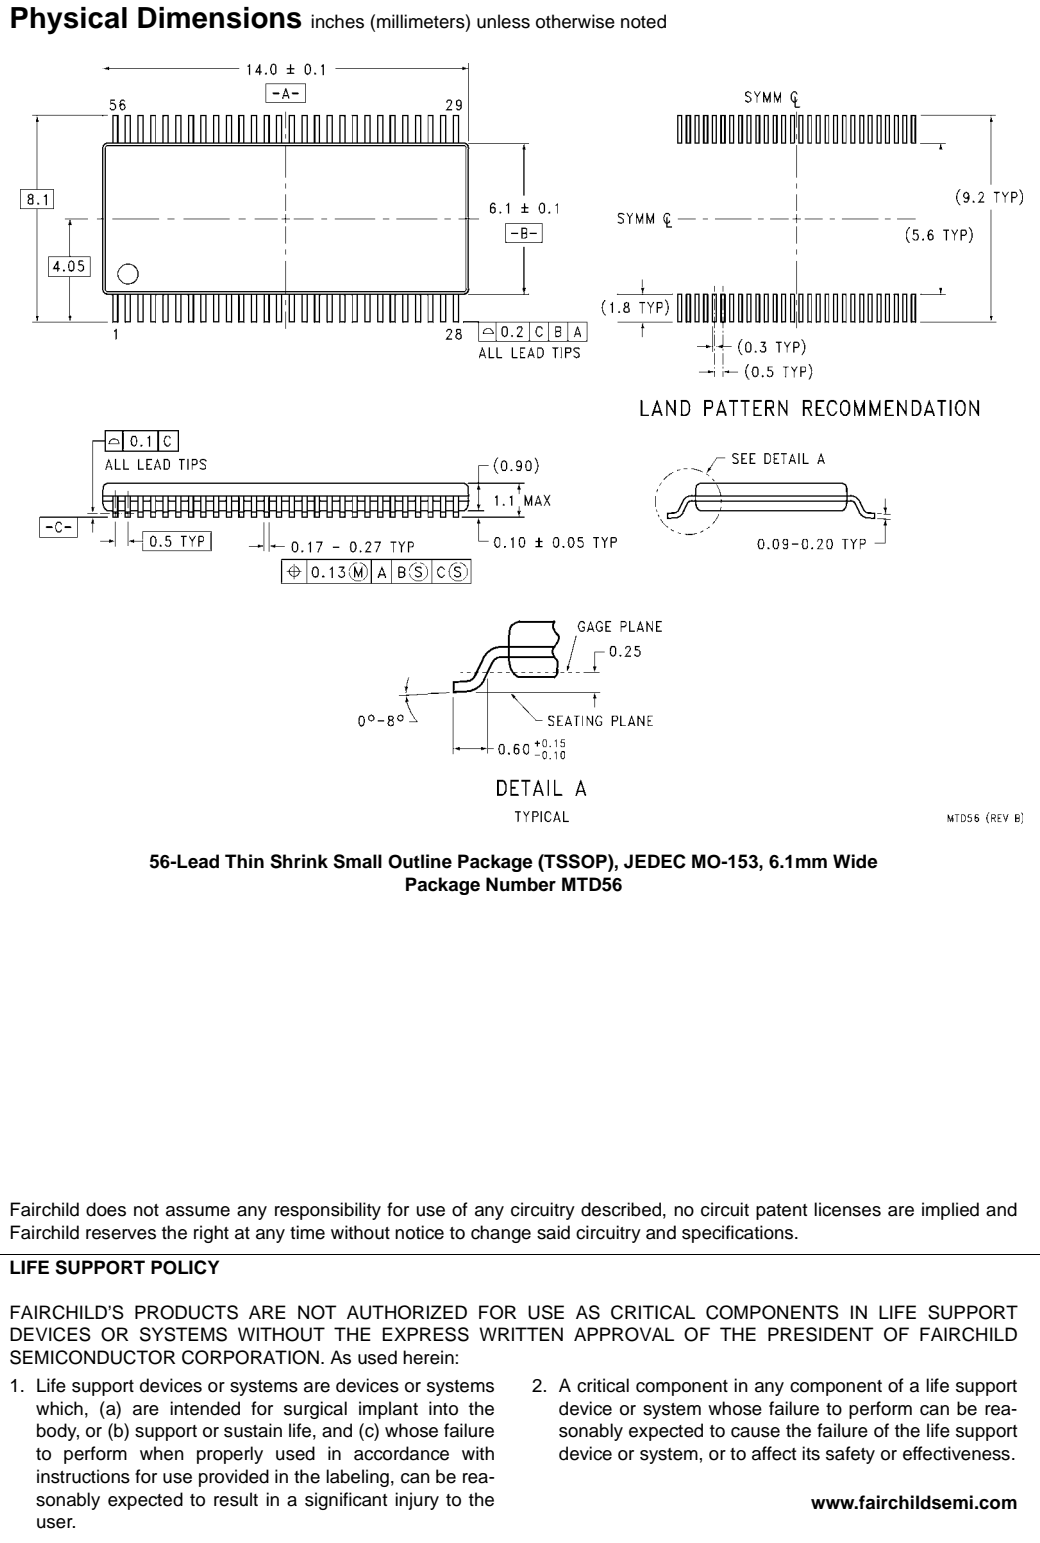 Physical Dimensions inches (millimeters) unless otherwise noted
14.0 ± 0.1
-A-
56
29
8.1
4.05
6.1 ± 0.1
-B-
1
28
⌓ 0.2 C B A
ALL LEAD TIPS
SYMM ℄
SYMM ℄
(9.2 TYP)
(5.6 TYP)
(1.8 TYP)
(0.3 TYP)
(0.5 TYP)
LAND PATTERN RECOMMENDATION
⌓ 0.1 C
ALL LEAD TIPS
(0.90)
1.1 MAX
-C-
0.5 TYP
0.17 - 0.27 TYP
0.10 ± 0.05 TYP
⌖ 0.13 Ⓜ A B Ⓢ C Ⓢ
SEE DETAIL A
0.09-0.20 TYP
GAGE PLANE
0.25
0°-8°
SEATING PLANE
0.60 +0.15 -0.10
DETAIL A
TYPICAL
MTD56 (REV B)
56-Lead Thin Shrink Small Outline Package (TSSOP), JEDEC MO-153, 6.1mm Wide
Package Number MTD56
Fairchild does not assume any responsibility for use of any circuitry described, no circuit patent licenses are implied and
Fairchild reserves the right at any time without notice to change said circuitry and specifications.
LIFE SUPPORT POLICY
FAIRCHILD'S PRODUCTS ARE NOT AUTHORIZED FOR USE AS CRITICAL COMPONENTS IN LIFE SUPPORT
DEVICES OR SYSTEMS WITHOUT THE EXPRESS WRITTEN APPROVAL OF THE PRESIDENT OF FAIRCHILD
SEMICONDUCTOR CORPORATION. As used herein:
1. Life support devices or systems are devices or systems
which, (a) are intended for surgical implant into the
body, or (b) support or sustain life, and (c) whose failure
to perform when properly used in accordance with
instructions for use provided in the labeling, can be rea-
sonably expected to result in a significant injury to the
user.
2. A critical component in any component of a life support
device or system whose failure to perform can be rea-
sonably expected to cause the failure of the life support
device or system, or to affect its safety or effectiveness.
www.fairchildsemi.com